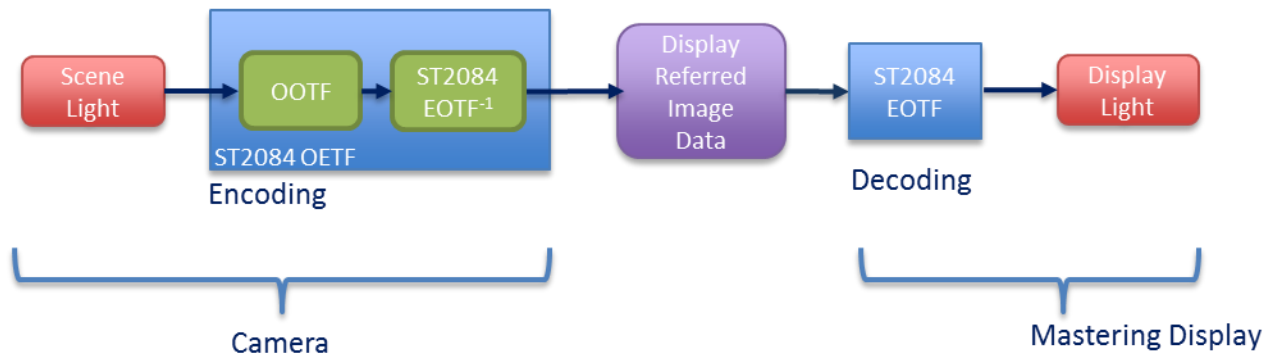 Scene
Light
OOTF
ST2084
EOTF⁻¹
ST2084 OETF
Encoding
Display
Referred
Image
Data
ST2084
EOTF
Decoding
Display
Light
Camera
Mastering Display